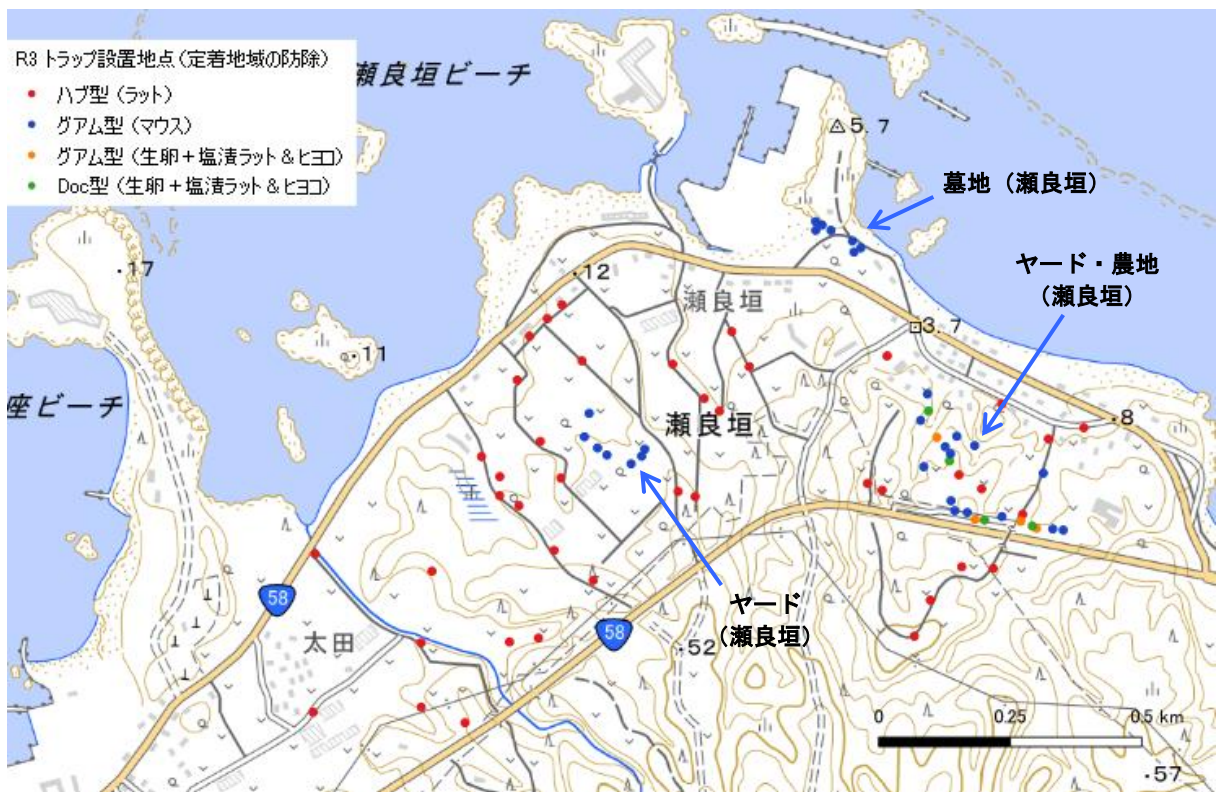 R3 トラップ設置地点(定着地域の防除)
ハブ型(ラット)
グアム型(マウス)
グアム型(生卵+塩漬ラット&ヒヨコ)
Doc型(生卵+塩漬ラット&ヒヨコ)
瀬良垣ビーチ
5.7
墓地(瀬良垣)
ヤード・農地
(瀬良垣)
17
12
瀬良垣
3.7
11
座ビーチ
瀬良垣
8
58
ヤード
(瀬良垣)
58
太田
52
0 0.25 0.5 km
57